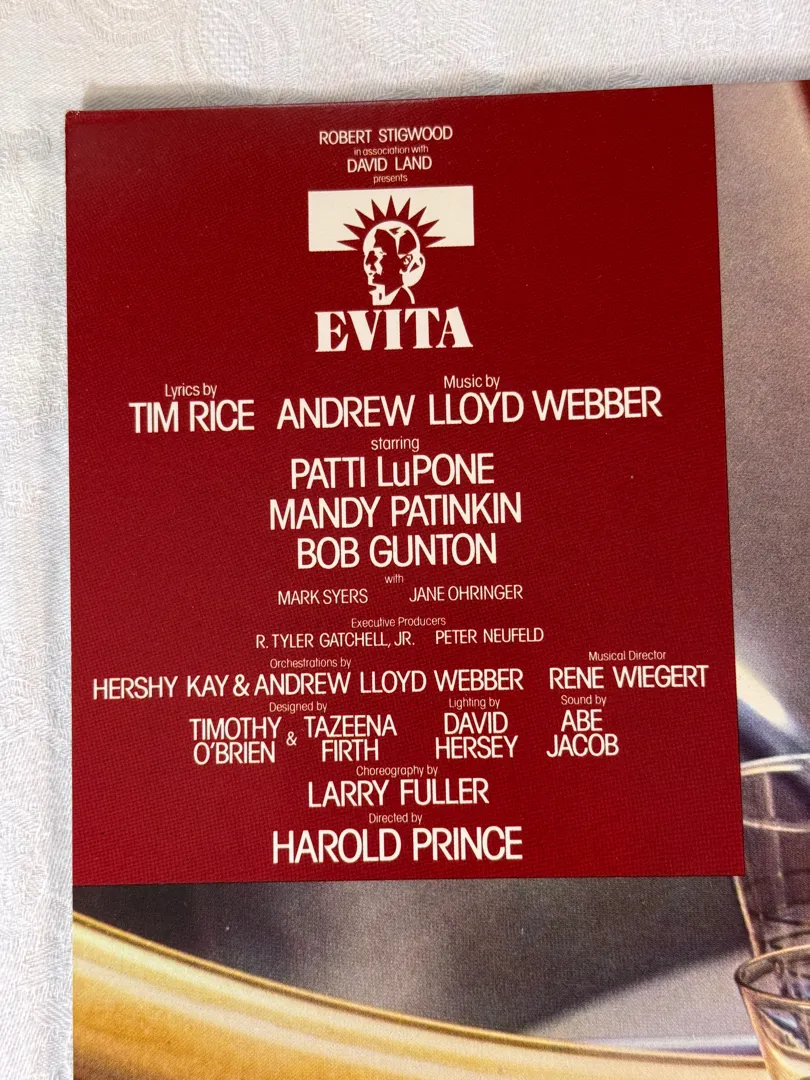 ROBERT STIGWOOD
in association with
DAVID LAND
presents
EVITA
Lyrics by Music by
TIM RICE ANDREW LLOYD WEBBER
starring
PATTI LuPONE
MANDY PATINKIN
BOB GUNTON
with
MARK SYERS JANE OHRINGER
Executive Producers
R. TYLER GATCHELL, JR. PETER NEUFELD
Orchestrations by Musical Director
HERSHY KAY & ANDREW LLOYD WEBBER RENE WIEGERT
Designed by Lighting by Sound by
TIMOTHY & TAZEENA DAVID ABE
O'BRIEN FIRTH HERSEY JACOB
Choreography by
LARRY FULLER
Directed by
HAROLD PRINCE